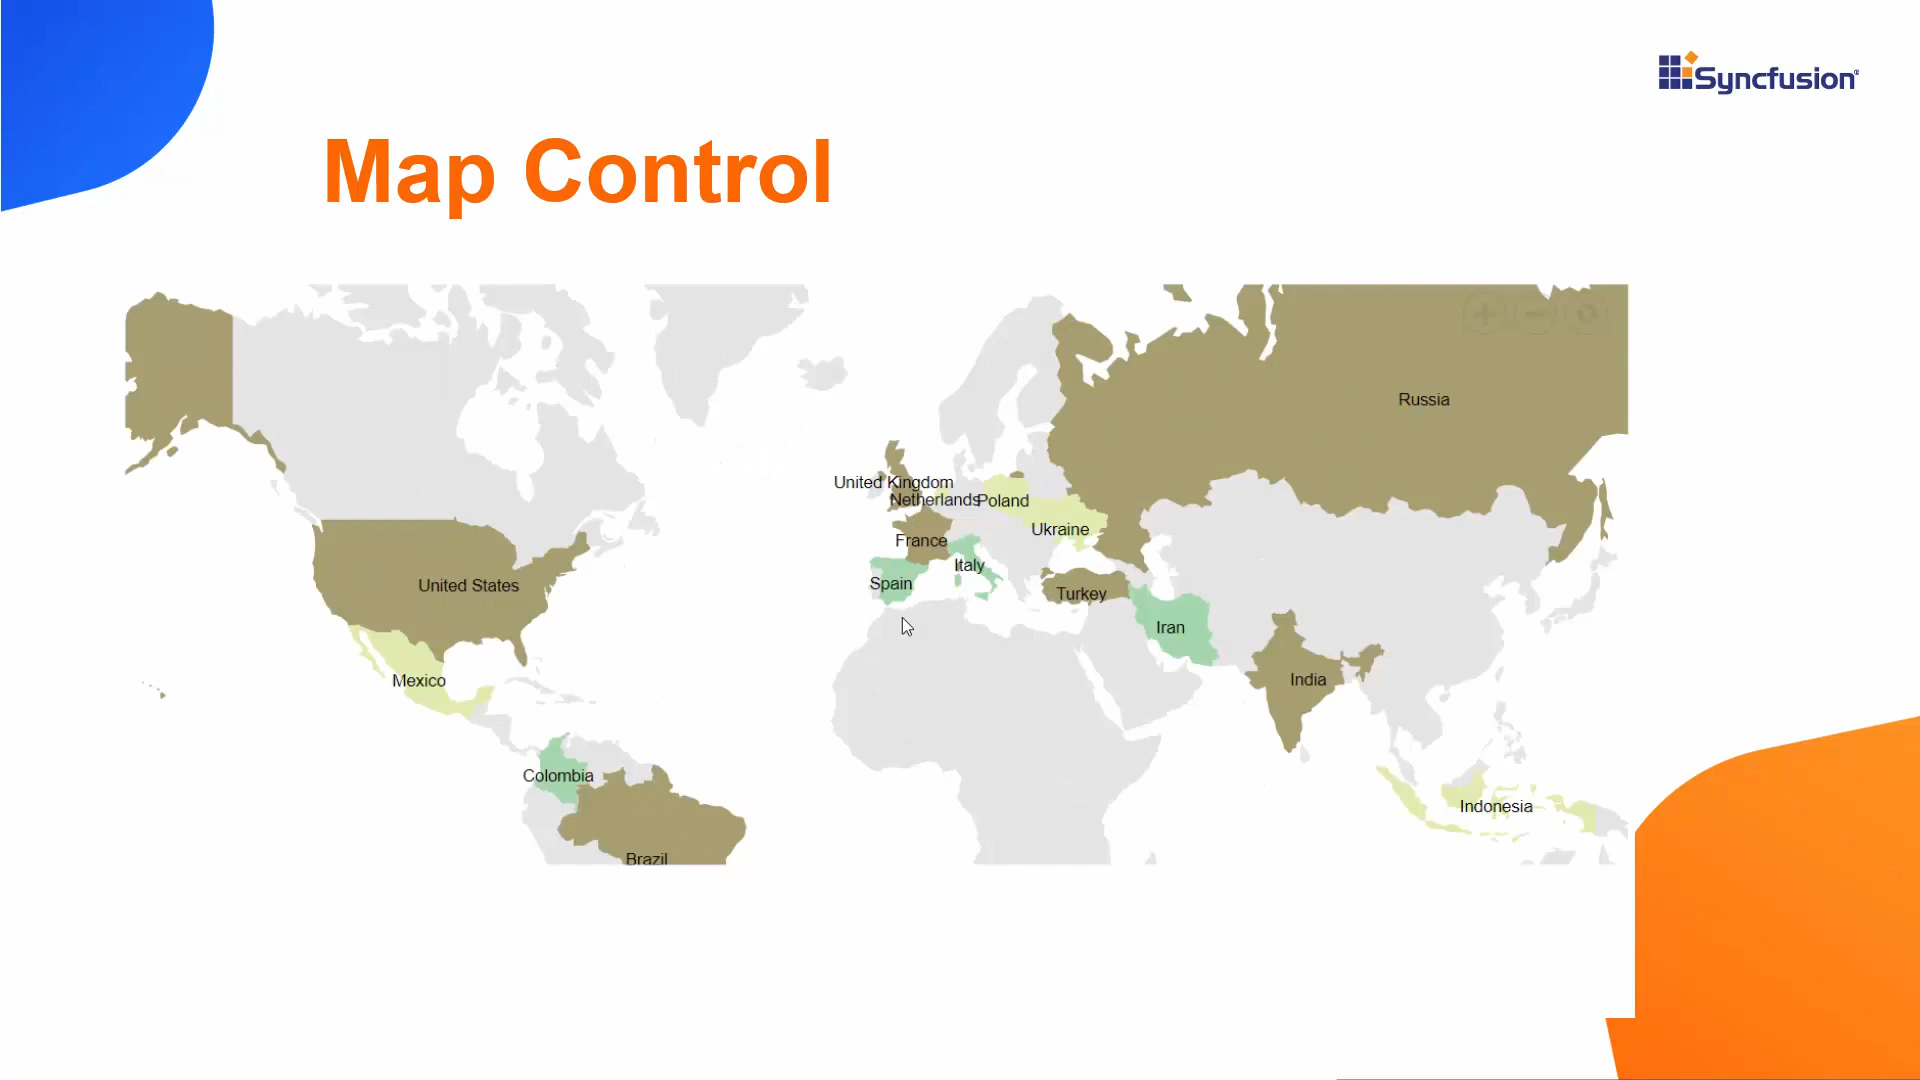 Syncfusion®
Map Control
Russia
United Kingdom
Netherlands
Poland
Ukraine
France
Italy
Spain
United States
Turkey
Iran
India
Mexico
Colombia
Indonesia
Brazil